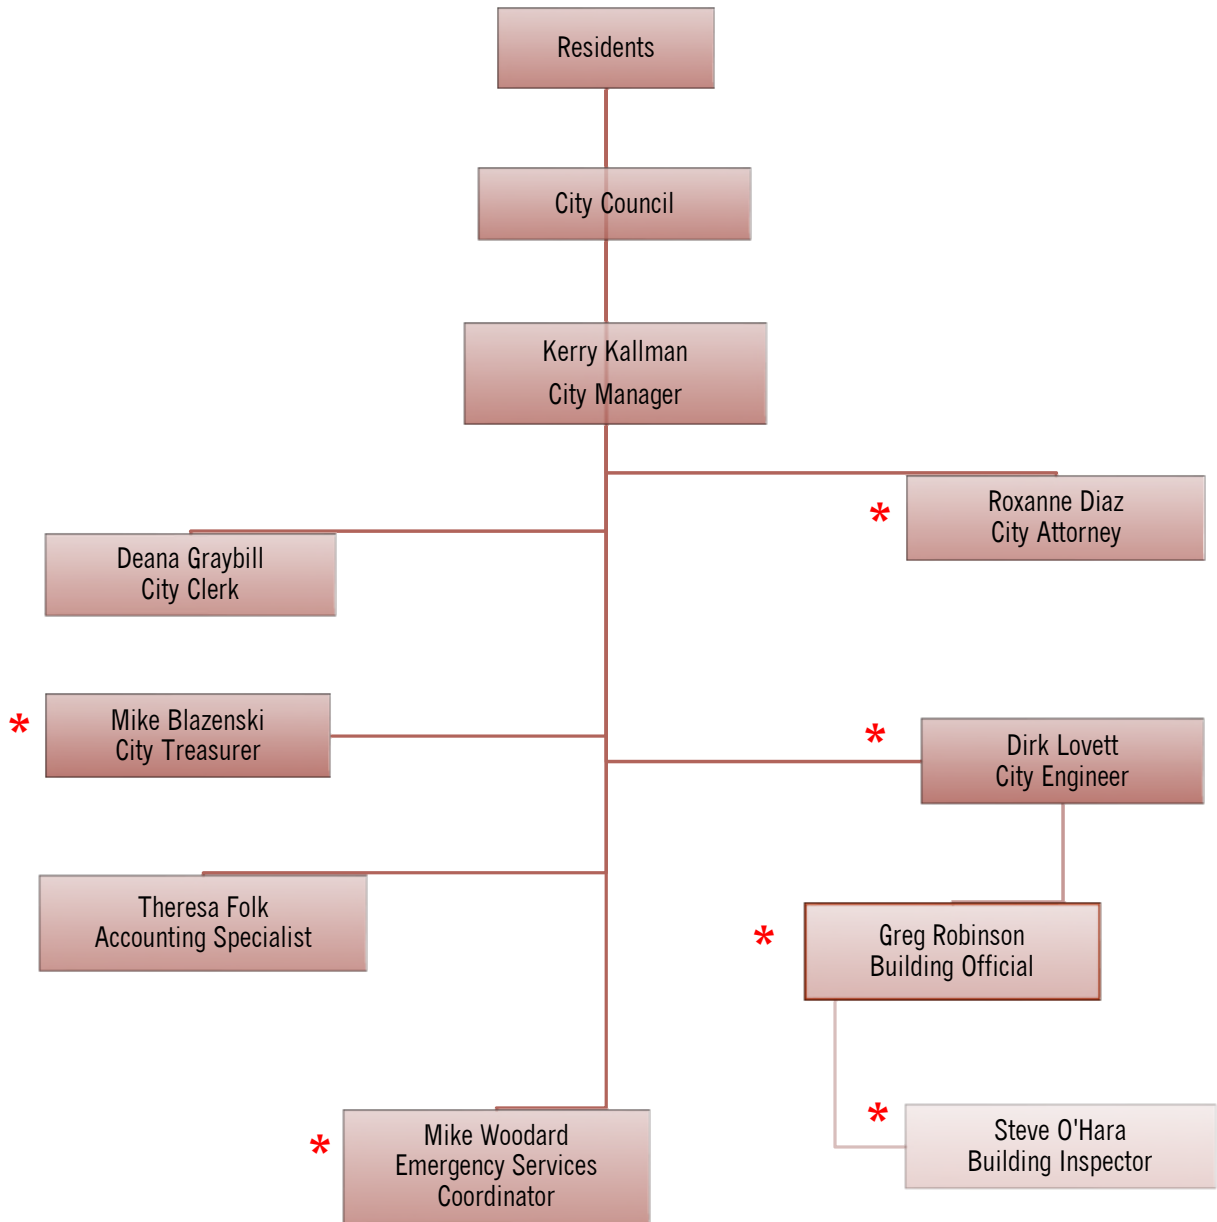 Residents
City Council
Kerry Kallman
City Manager
* Roxanne Diaz
City Attorney
Deana Graybill
City Clerk
* Mike Blazenski
City Treasurer
* Dirk Lovett
City Engineer
Theresa Folk
Accounting Specialist
* Greg Robinson
Building Official
* Mike Woodard
Emergency Services
Coordinator
* Steve O'Hara
Building Inspector